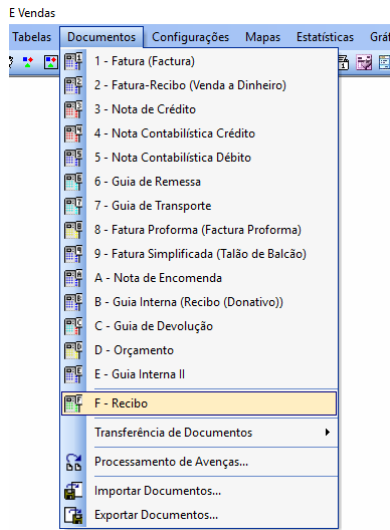 E Vendas
Tabelas Documentos Configurações Mapas Estatísticas Gráf
1 - Fatura (Factura)
2 - Fatura-Recibo (Venda a Dinheiro)
3 - Nota de Crédito
4 - Nota Contabilística Crédito
5 - Nota Contabilística Débito
6 - Guia de Remessa
7 - Guia de Transporte
8 - Fatura Proforma (Factura Proforma)
9 - Fatura Simplificada (Talão de Balcão)
A - Nota de Encomenda
B - Guia Interna (Recibo (Donativo))
C - Guia de Devolução
D - Orçamento
E - Guia Interna II
F - Recibo
Transferência de Documentos
Processamento de Avenças...
Importar Documentos...
Exportar Documentos...